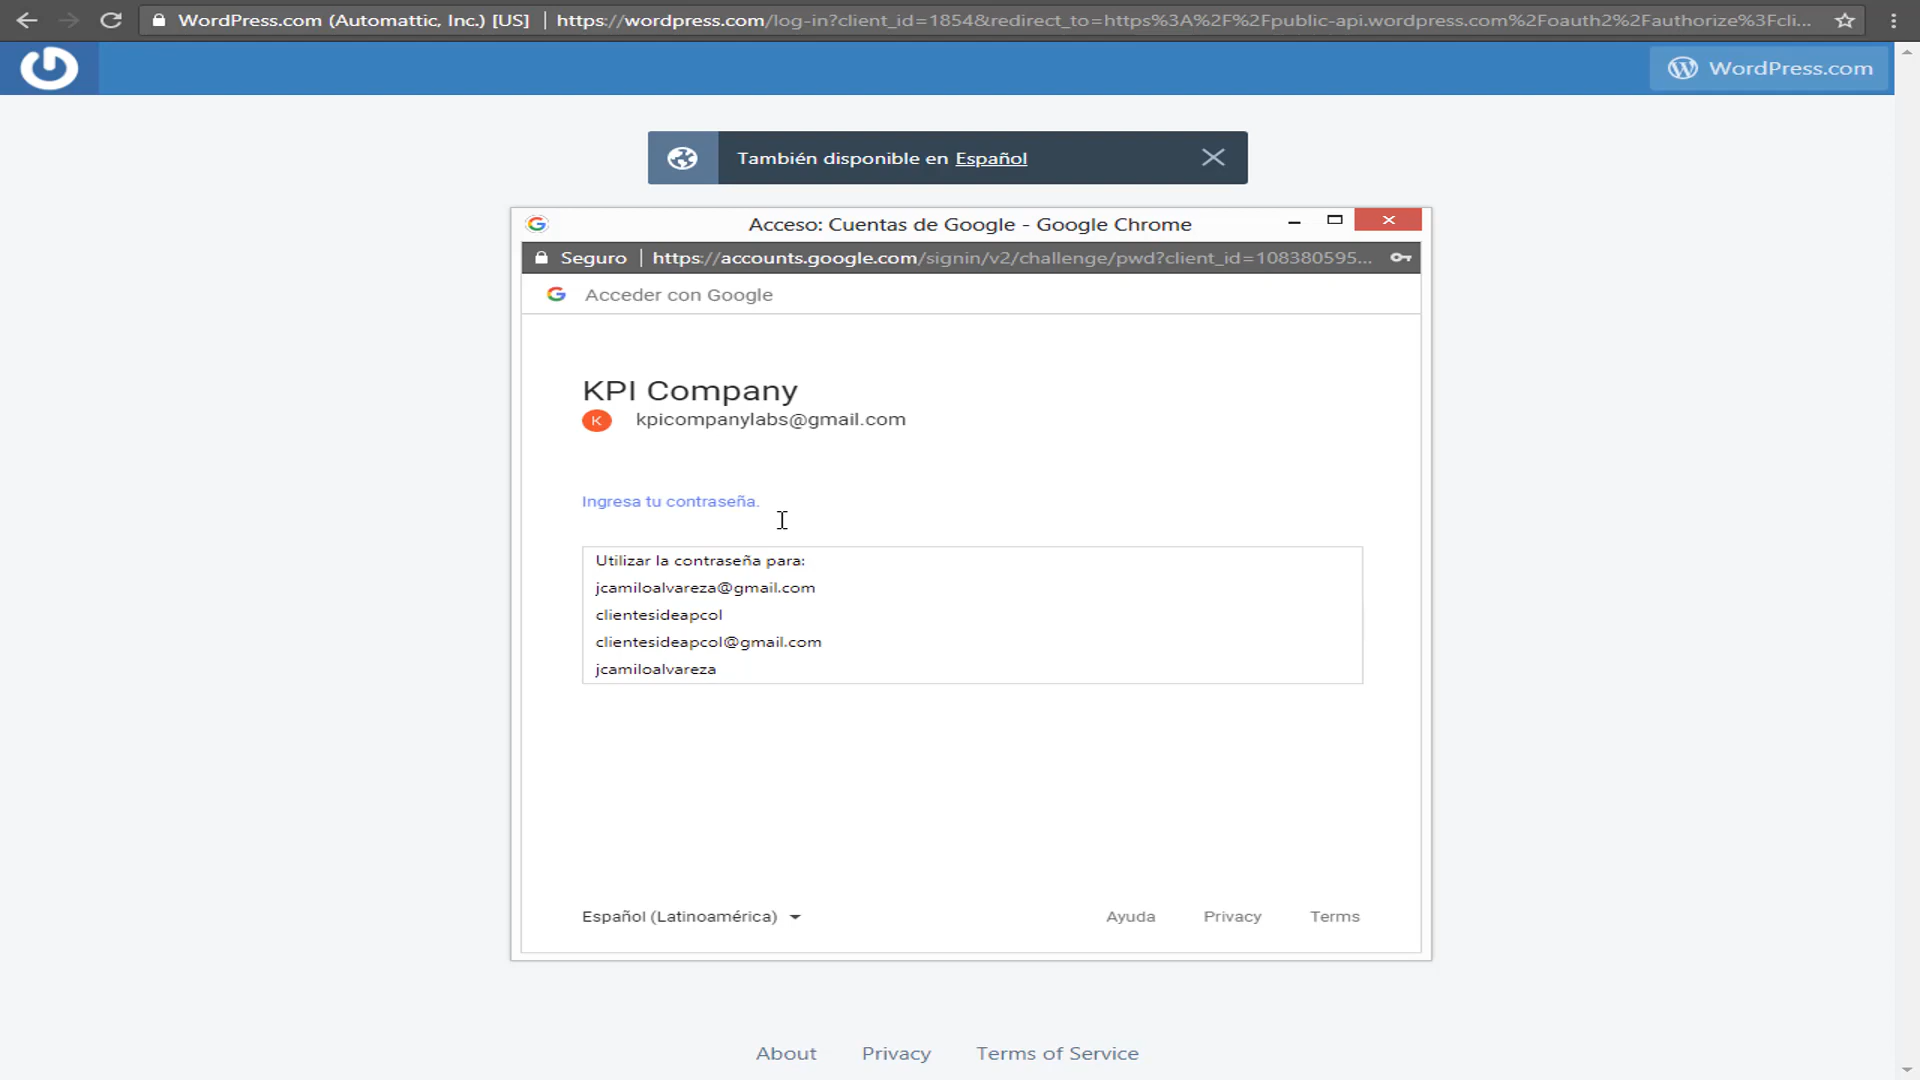 WordPress.com (Automattic, Inc.) [US] | https://wordpress.com/log-in?client_id=1854&redirect_to=https%3A%2F%2Fpublic-api.wordpress.com%2Foauth2%2Fauthorize%3Fcli...
WordPress.com
También disponible en Español
Acceso: Cuentas de Google - Google Chrome
Seguro | https://accounts.google.com/signin/v2/challenge/pwd?client_id=108380595...
Acceder con Google
KPI Company
K kpicompanylabs@gmail.com
Ingresa tu contraseña.
Utilizar la contraseña para:
jcamiloalvareza@gmail.com
clientesideapcol
clientesideapcol@gmail.com
jcamiloalvareza
Español (Latinoamérica) Ayuda Privacy Terms
About Privacy Terms of Service